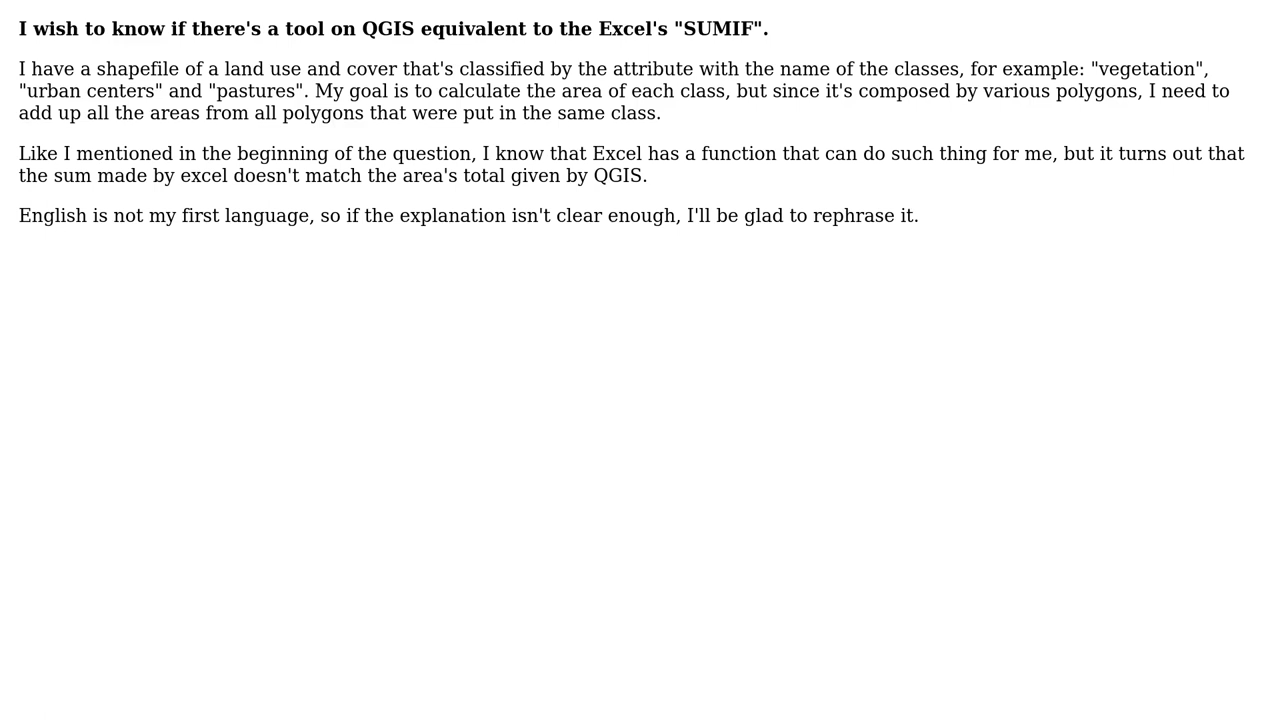 I wish to know if there's a tool on QGIS equivalent to the Excel's "SUMIF".
I have a shapefile of a land use and cover that's classified by the attribute with the name of the classes, for example: "vegetation",
"urban centers" and "pastures". My goal is to calculate the area of each class, but since it's composed by various polygons, I need to
add up all the areas from all polygons that were put in the same class.
Like I mentioned in the beginning of the question, I know that Excel has a function that can do such thing for me, but it turns out that
the sum made by excel doesn't match the area's total given by QGIS.
English is not my first language, so if the explanation isn't clear enough, I'll be glad to rephrase it.